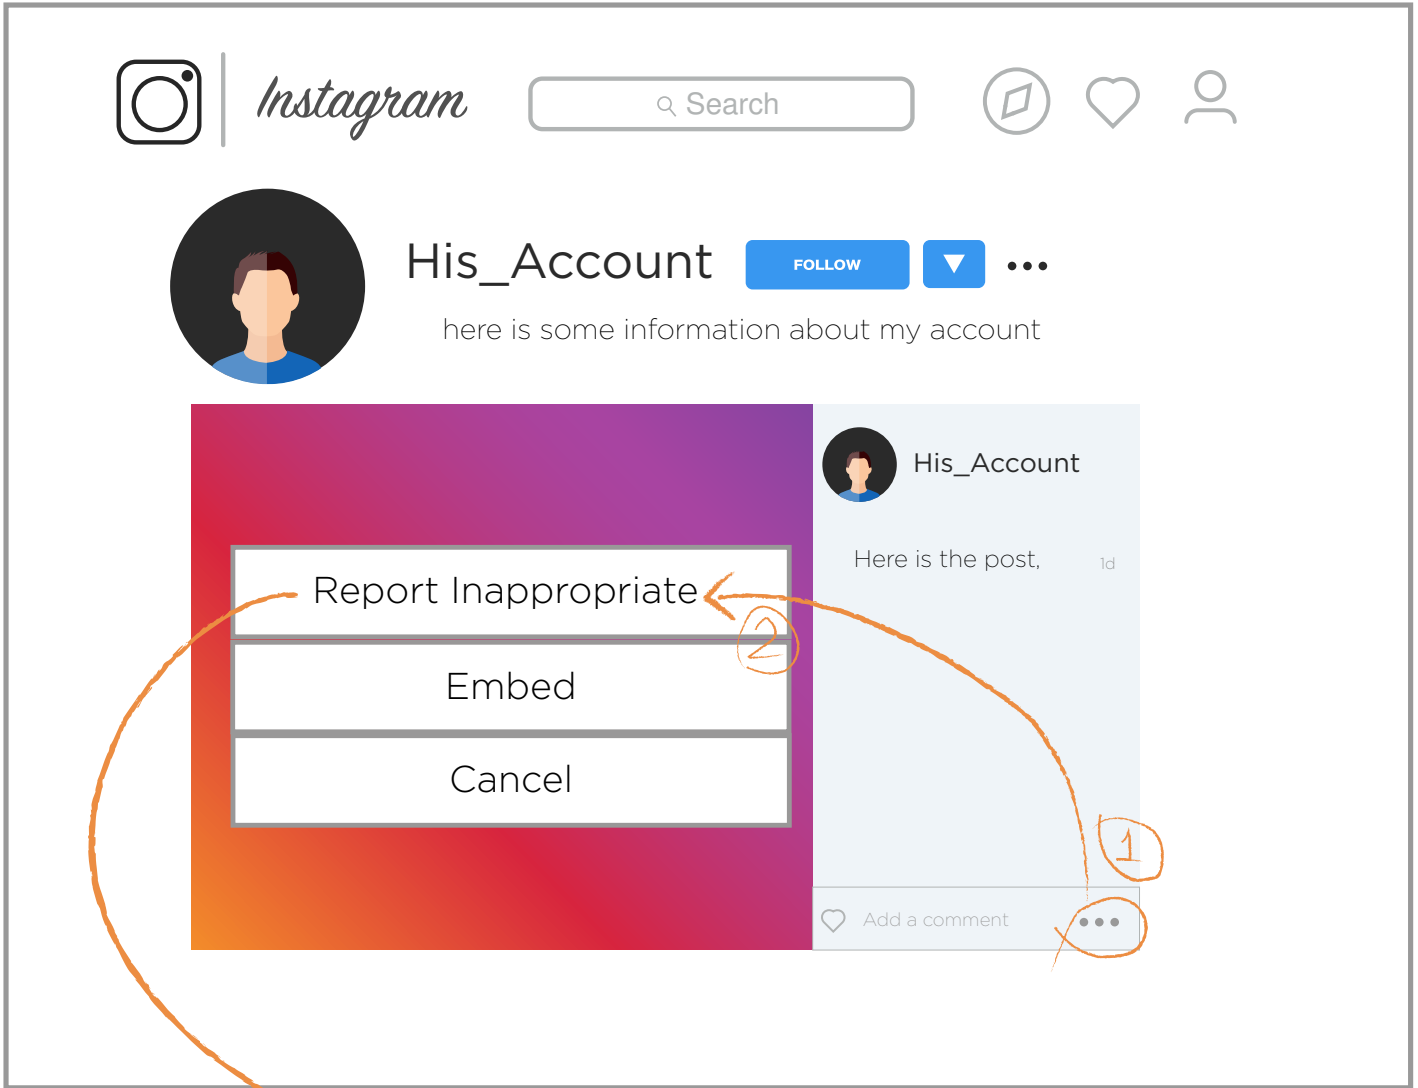 Instagram
Search
His_Account
FOLLOW
here is some information about my account
His_Account
Here is the post,
1d
Report Inappropriate
2
Embed
Cancel
1
Add a comment